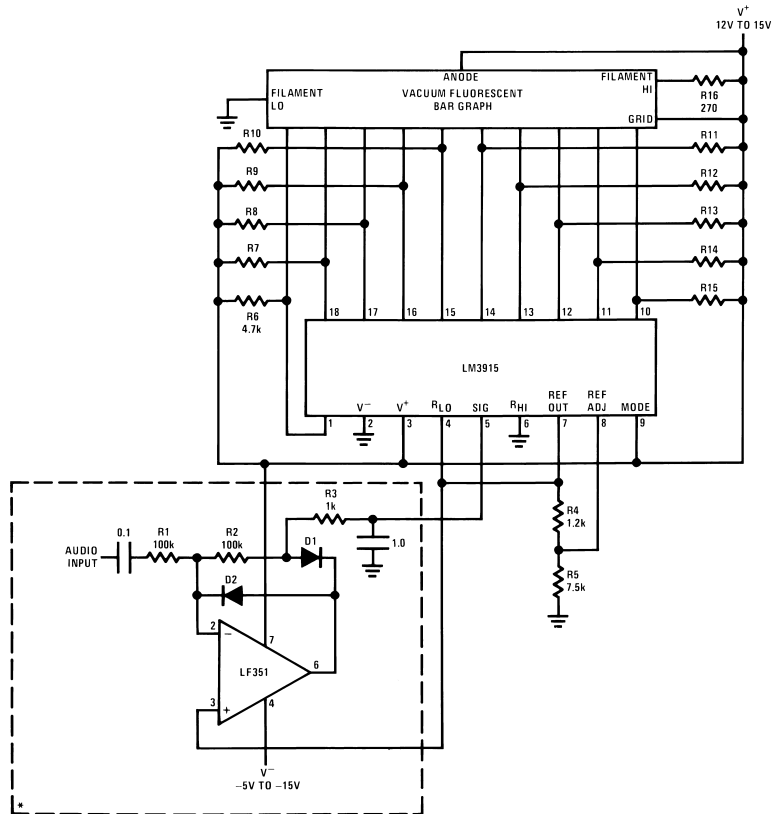 V+
12V TO 15V
ANODE
FILAMENT
LO
VACUUM FLUORESCENT
BAR GRAPH
FILAMENT
HI
GRID
R16
270
R10
R11
R9
R12
R8
R13
R7
R14
R6
4.7k
R15
18
17
16
15
14
13
12
11
10
LM3915
V−
V+
RLO
SIG
RHI
REF
OUT
REF
ADJ
MODE
1
2
3
4
5
6
7
8
9
R3
1k
R4
1.2k
0.1
R1
100k
R2
100k
D1
1.0
AUDIO
INPUT
D2
R5
7.5k
2
−
7
LF351
6
3
+
4
V−
−5V TO −15V
*